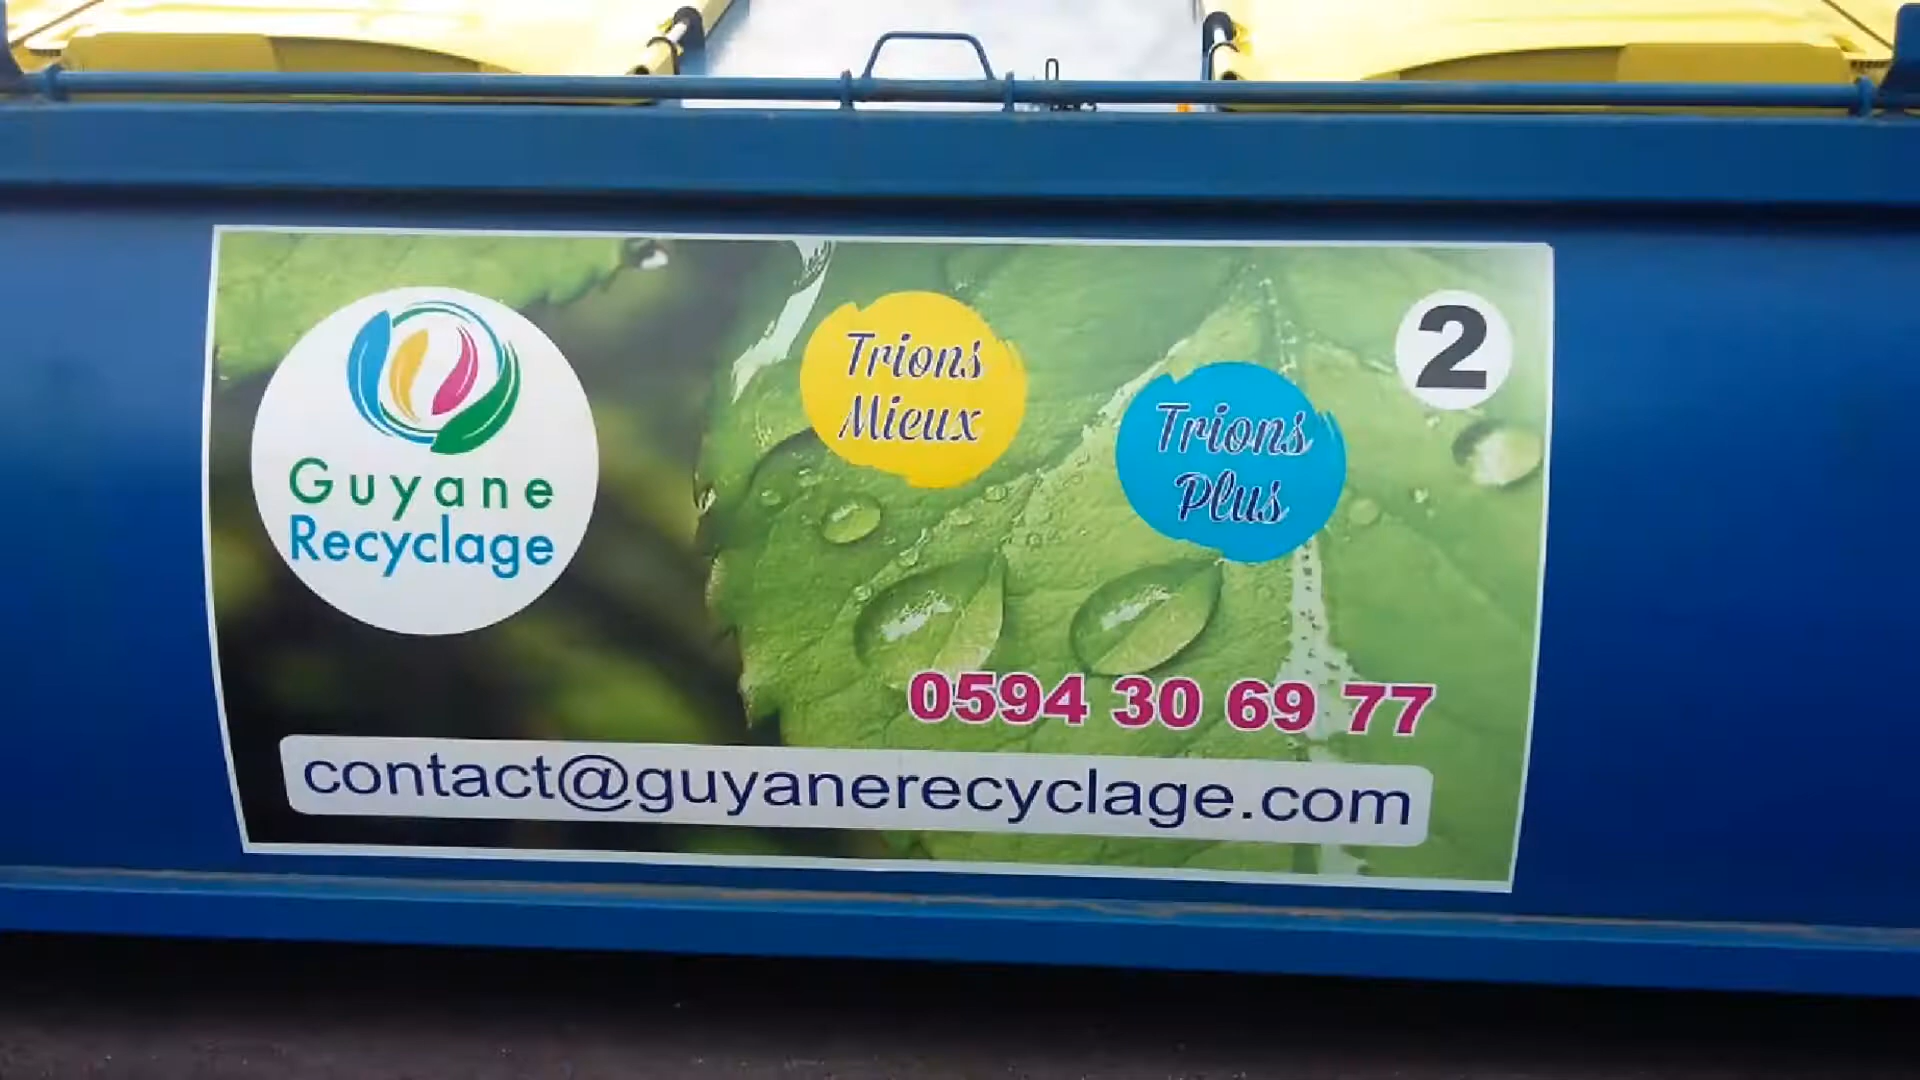 Guyane
Recyclage
Trions
Mieux
Trions
Plus
2
0594 30 69 77
contact@guyanerecyclage.com